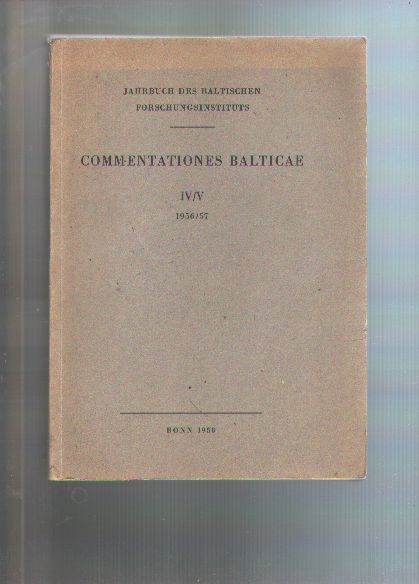 JAHRBUCH DES BALTISCHEN
FORSCHUNGSINSTITUTS
COMMENTATIONES BALTICAE
IV/V
1956/57
BONN 1958